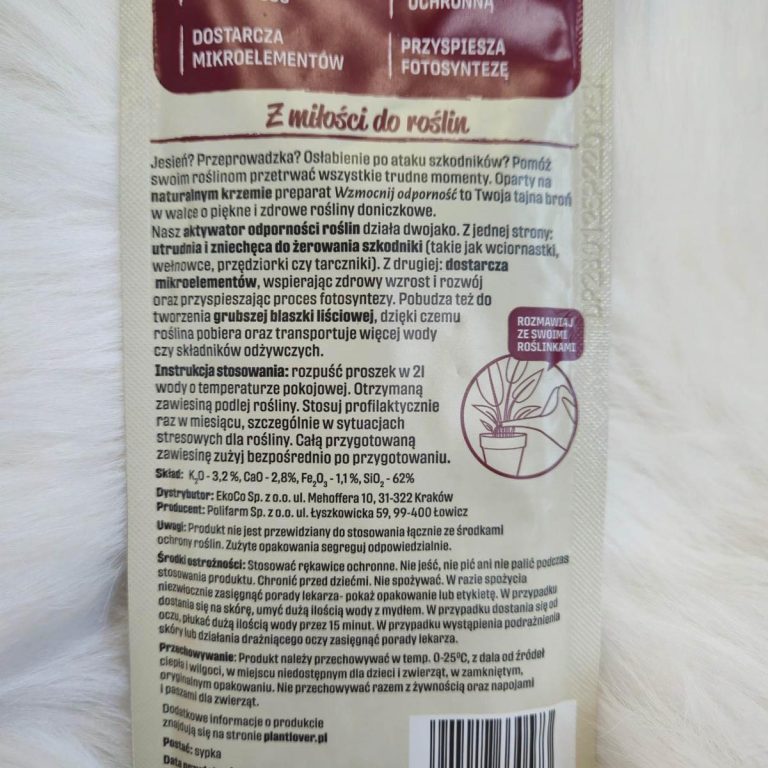 OCHRONNĄ
DOSTARCZA
MIKROELEMENTÓW
PRZYSPIESZA
FOTOSYNTEZĘ
Z miłości do roślin
Jesień? Przeprowadzka? Osłabienie po ataku szkodników? Pomóż
swoim roślinom przetrwać wszystkie trudne momenty. Oparty na
naturalnym krzemie preparat Wzmocnij odporność to Twoja tajna broń
w walce o piękne i zdrowe rośliny doniczkowe.
Nasz aktywator odporności roślin działa dwojako. Z jednej strony:
utrudnia i zniechęca do żerowania szkodniki (takie jak wciornastki,
wełnowce, przędziorki czy tarczniki). Z drugiej: dostarcza
mikroelementów, wspierając zdrowy wzrost i rozwój
oraz przyspieszając proces fotosyntezy. Pobudza też do
tworzenia grubszej blaszki liściowej, dzięki czemu
roślina pobiera oraz transportuje więcej wody
czy składników odżywczych.
ROZMAWIAJ
ZE SWOIMI
ROŚLINKAMI
Instrukcja stosowania: rozpuść proszek w 2l
wody o temperaturze pokojowej. Otrzymaną
zawiesiną podlej rośliny. Stosuj profilaktycznie
raz w miesiącu, szczególnie w sytuacjach
stresowych dla rośliny. Całą przygotowaną
zawiesinę zużyj bezpośrednio po przygotowaniu.
Skład: K₂O - 3,2 %, CaO - 2,8%, Fe₂O₃ - 1,1 %, SiO₂ - 62%
Dystrybutor: EkoCo Sp. z o.o. ul. Mehoffera 10, 31-322 Kraków
Producent: Polifarm Sp. z o.o. ul. Łyszkowicka 59, 99-400 Łowicz
Uwagi: Produkt nie jest przewidziany do stosowania łącznie ze środkami
ochrony roślin. Zużyte opakowania segreguj odpowiedzialnie.
Środki ostrożności: Stosować rękawice ochronne. Nie jeść, nie pić ani nie palić podczas
stosowania produktu. Chronić przed dziećmi. Nie spożywać. W razie spożycia
niezwłocznie zasięgnąć porady lekarza- pokaż opakowanie lub etykietę. W przypadku
dostania się na skórę, umyć dużą ilością wody z mydłem. W przypadku dostania się do
oczu, płukać dużą ilością wody przez 15 minut. W przypadku wystąpienia podrażnienia
skóry lub działania drażniącego oczy zasięgnąć porady lekarza.
Przechowywanie: Produkt należy przechowywać w temp. 0-25°C, z dala od źródeł
ciepła i wilgoci, w miejscu niedostępnym dla dzieci i zwierząt, w zamkniętym,
oryginalnym opakowaniu. Nie przechowywać razem z żywnością oraz napojami
i paszami dla zwierząt.
Dodatkowe informacje o produkcie
znajdują się na stronie plantlover.pl
Postać: sypka
Data